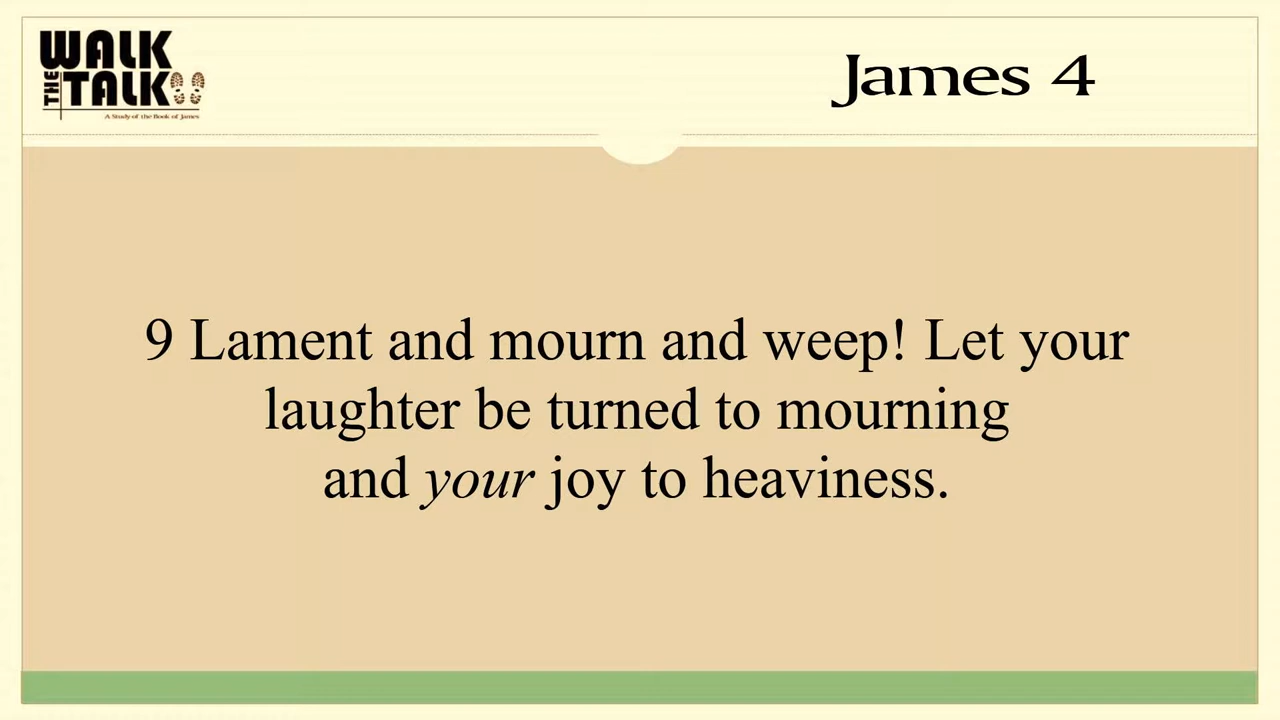 WALK
THE TALK
A Study of the Book of James
James 4
9 Lament and mourn and weep! Let your
laughter be turned to mourning
and your joy to heaviness.